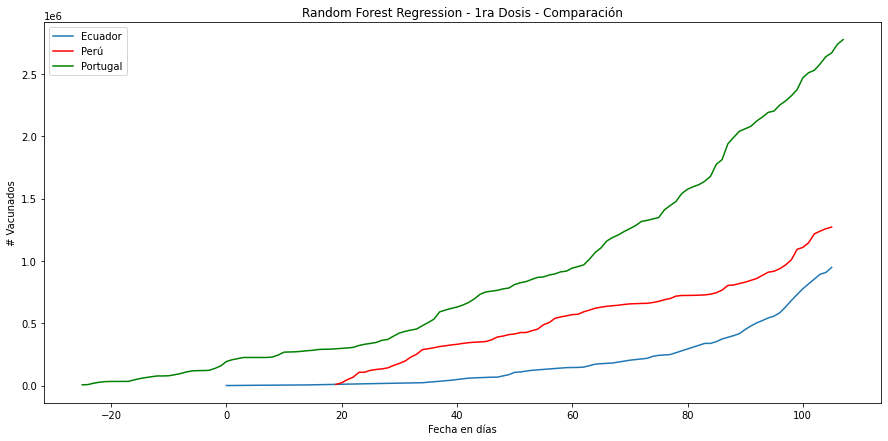 Random Forest Regression - 1ra Dosis - Comparación
1e6
Ecuador
Perú
Portugal
2.5
2.0
1.5
1.0
0.5
0.0
# Vacunados
−20
0
20
40
60
80
100
Fecha en días